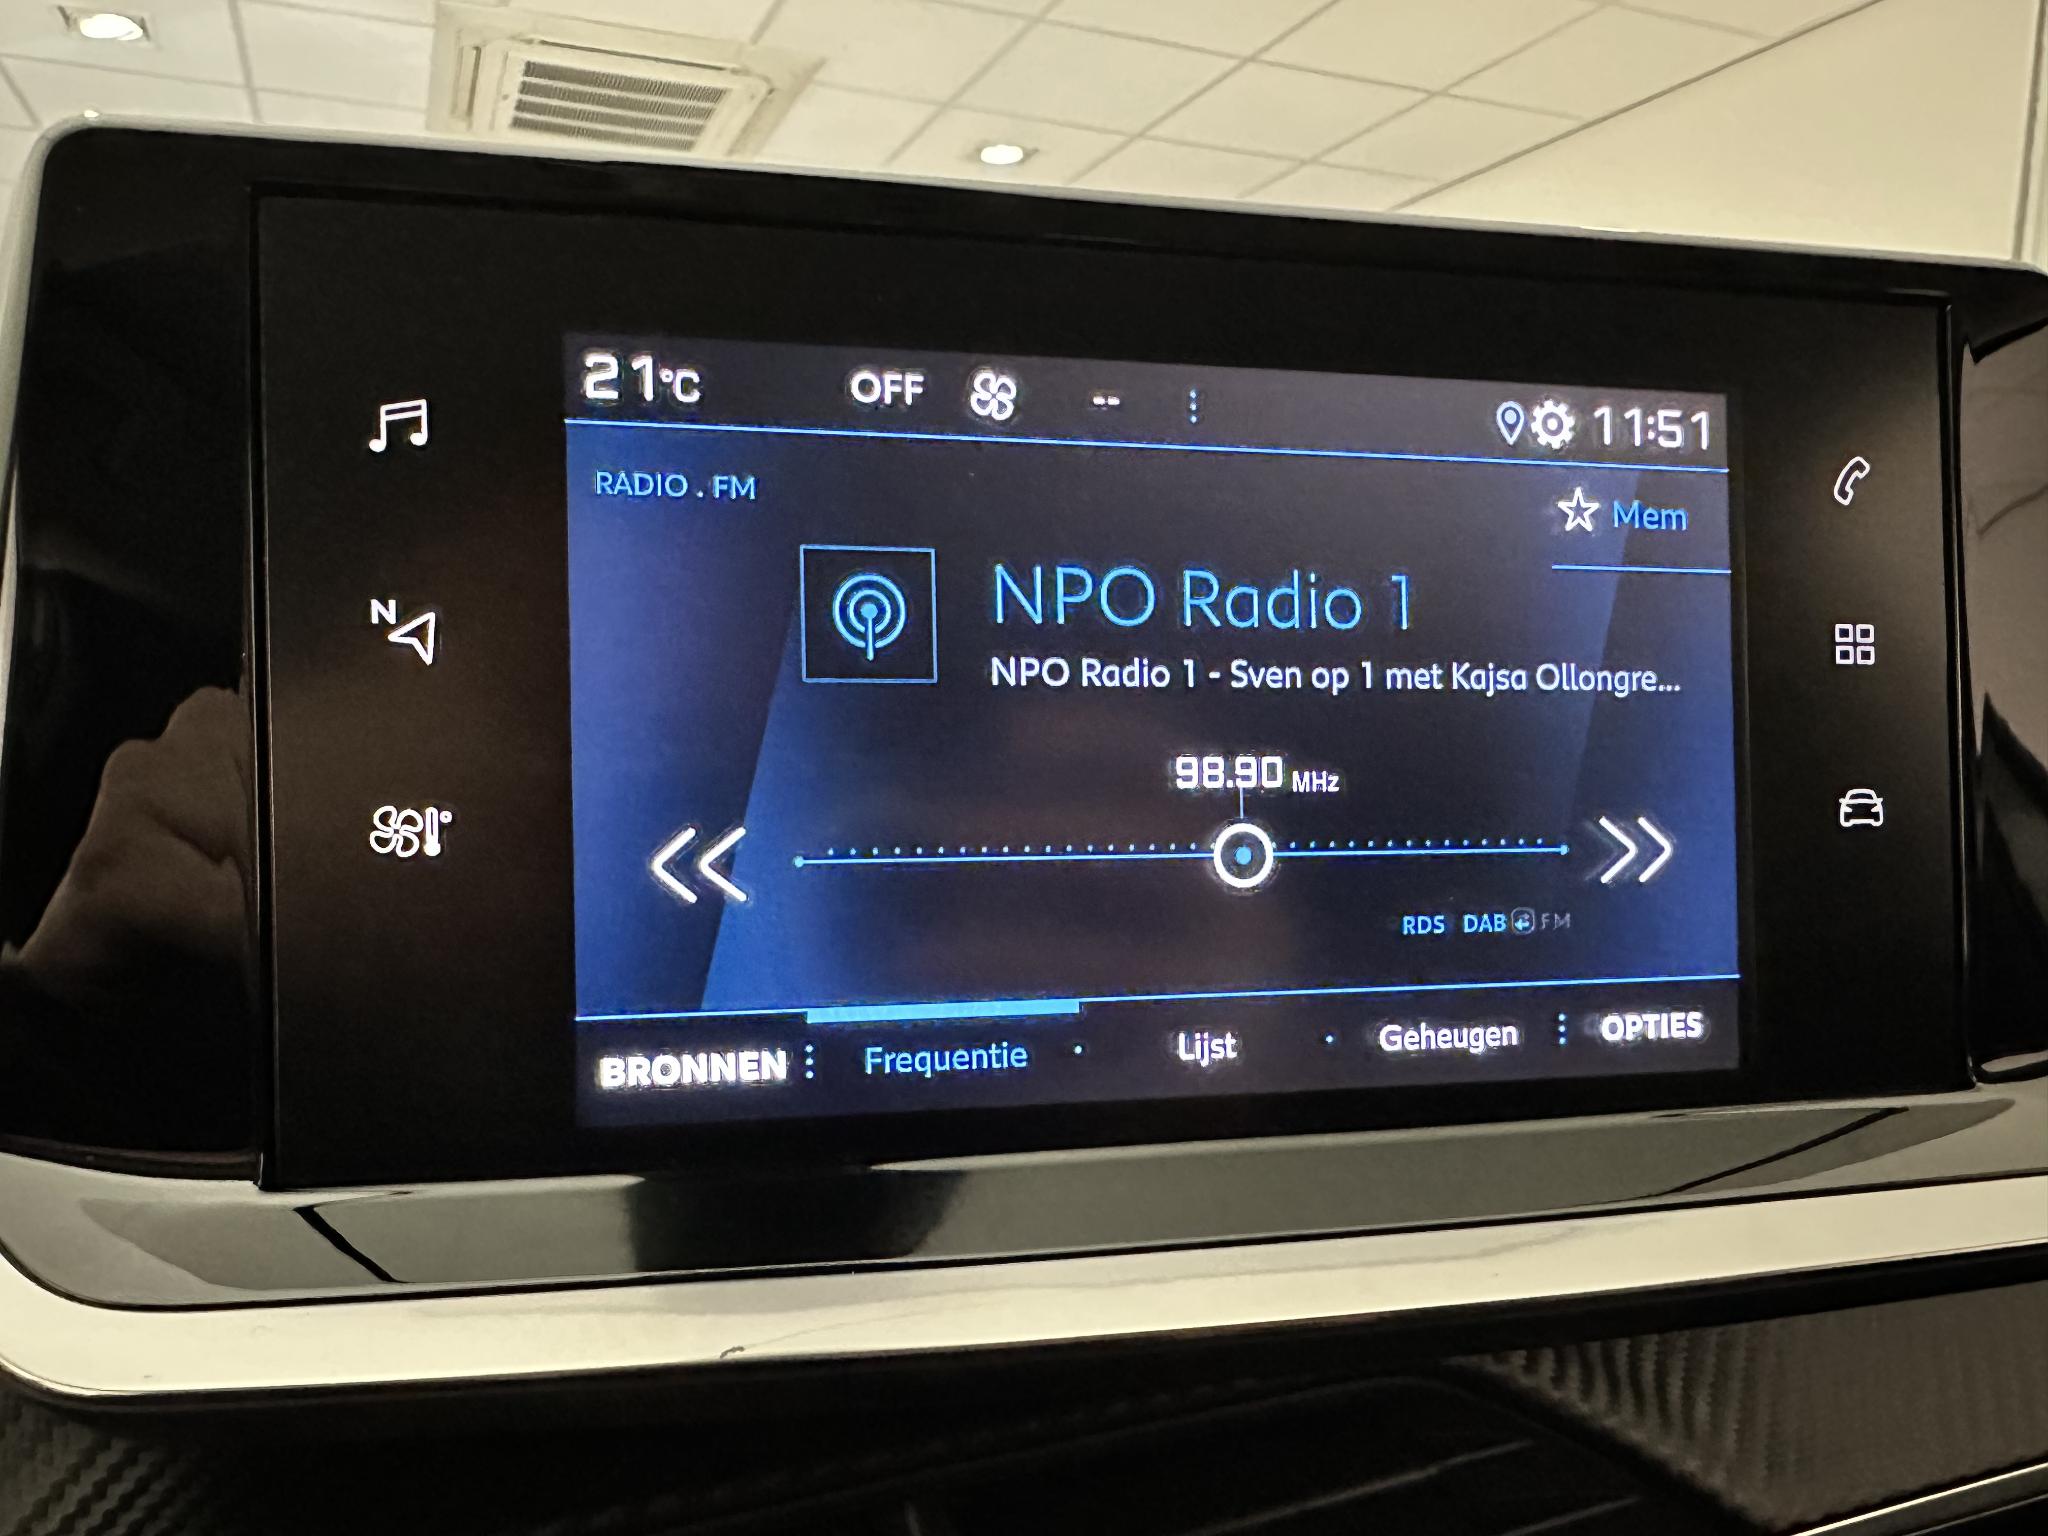 21°C OFF -- 11:51
RADIO . FM
Mem
NPO Radio 1
NPO Radio 1 - Sven op 1 met Kajsa Ollongre...
N
98.90 MHz
RDS DAB FM
BRONNEN Frequentie Lijst Geheugen OPTIES